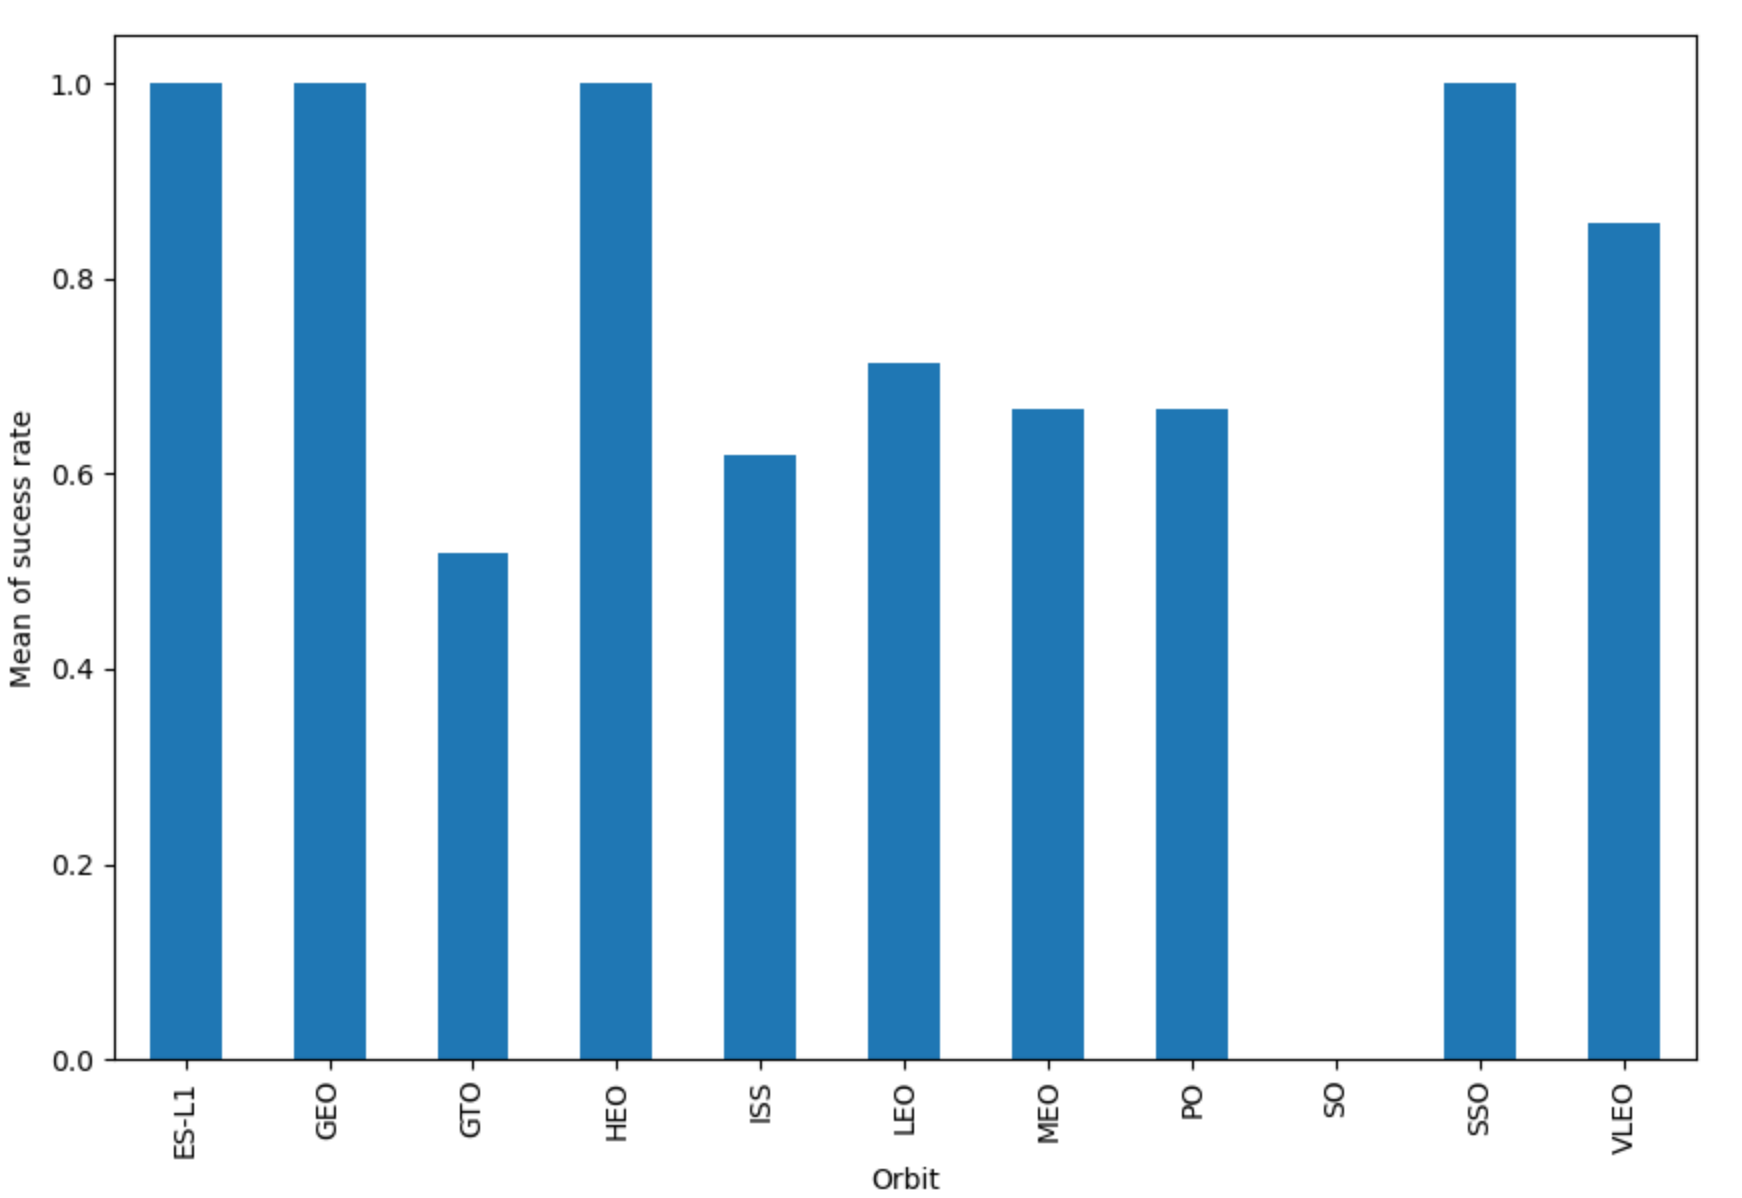 Mean of sucess rate
1.0
0.8
0.6
0.4
0.2
0.0
ES-L1
GEO
GTO
HEO
ISS
LEO
MEO
PO
SO
SSO
VLEO
Orbit